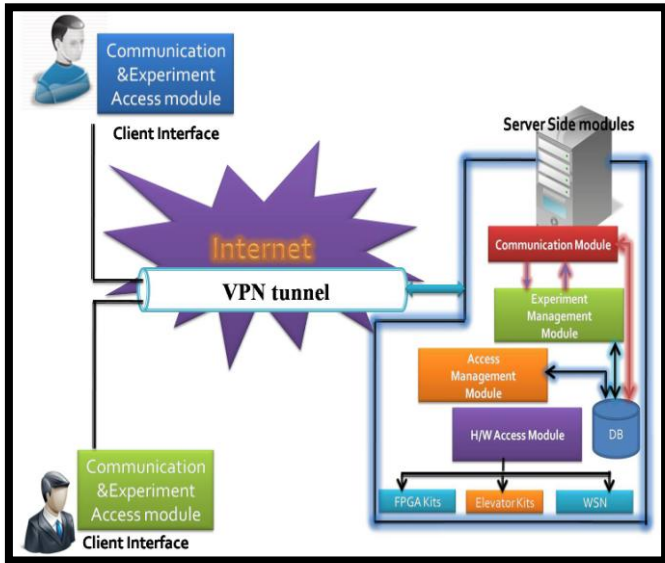 Communication
&Experiment
Access module
Client Interface
Server Side modules
Internet
VPN tunnel
Communication Module
Experiment
Management
Module
Access
Management
Module
H/W Access Module
DB
FPGA Kits
Elevator Kits
WSN
Communication
&Experiment
Access module
Client Interface